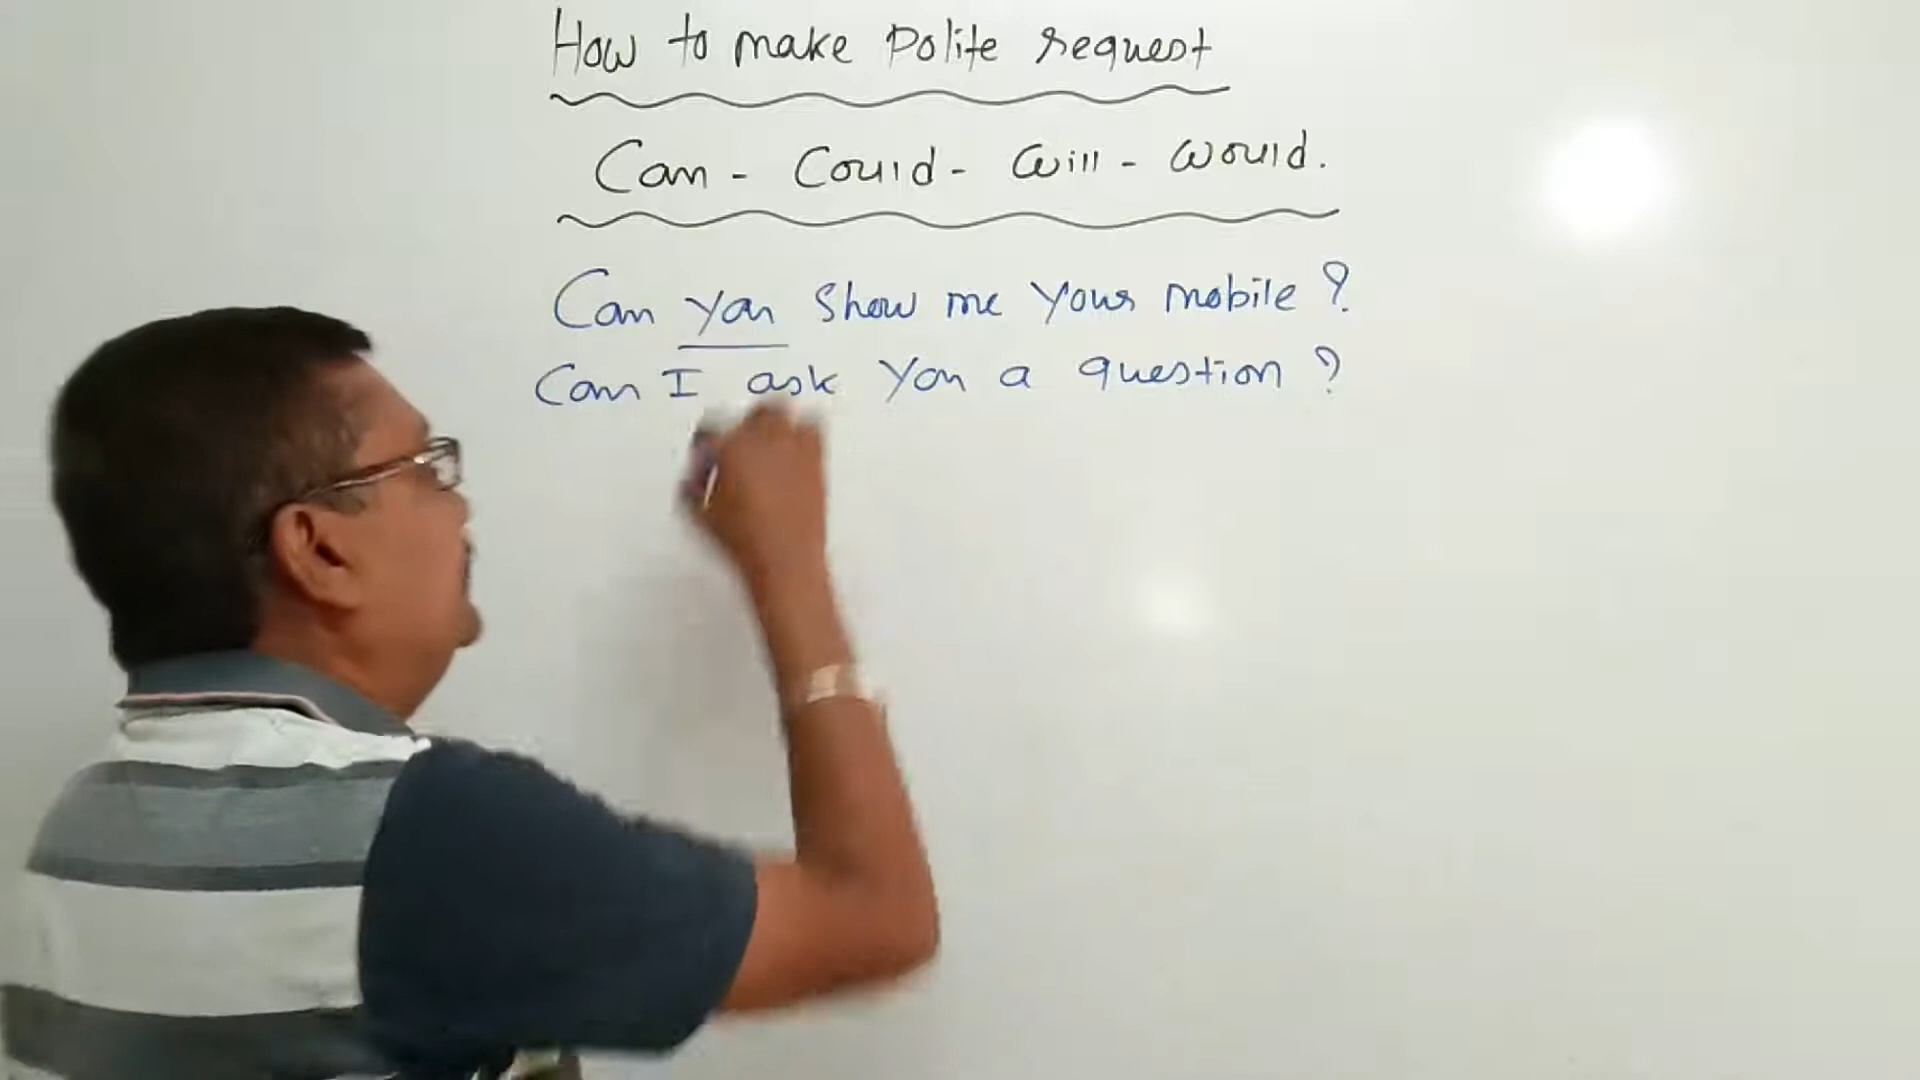 How to make Polite request
Can - Could - Will - Would.
Can you show me your mobile ?
Can I ask you a question ?